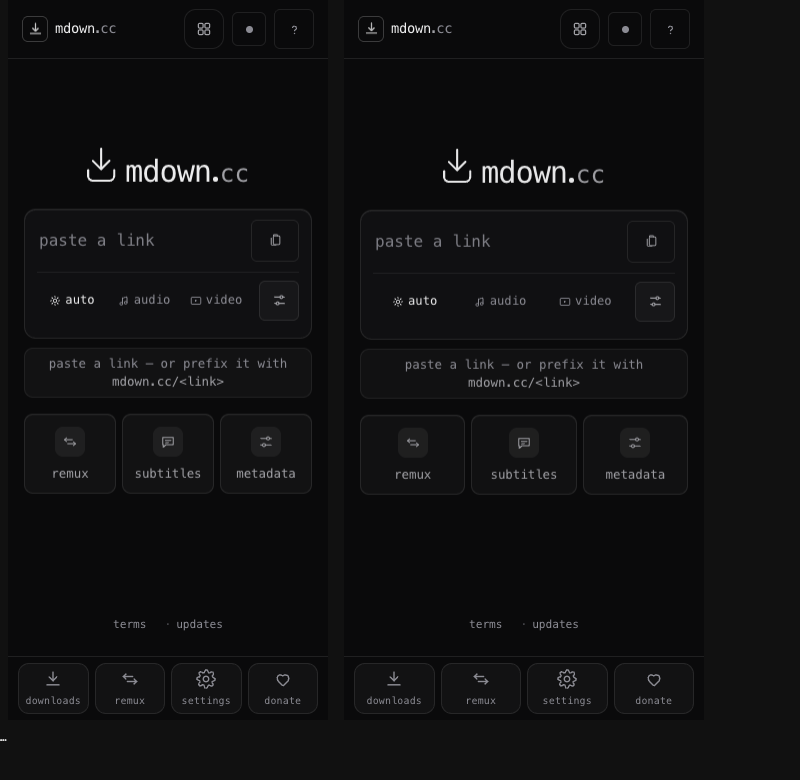 mdown.cc
?
mdown.cc
paste a link
auto audio video
paste a link — or prefix it with
mdown.cc/<link>
remux subtitles metadata
terms · updates
downloads remux settings donate
mdown.cc
?
mdown.cc
paste a link
auto audio video
paste a link — or prefix it with
mdown.cc/<link>
remux subtitles metadata
terms · updates
downloads remux settings donate
…